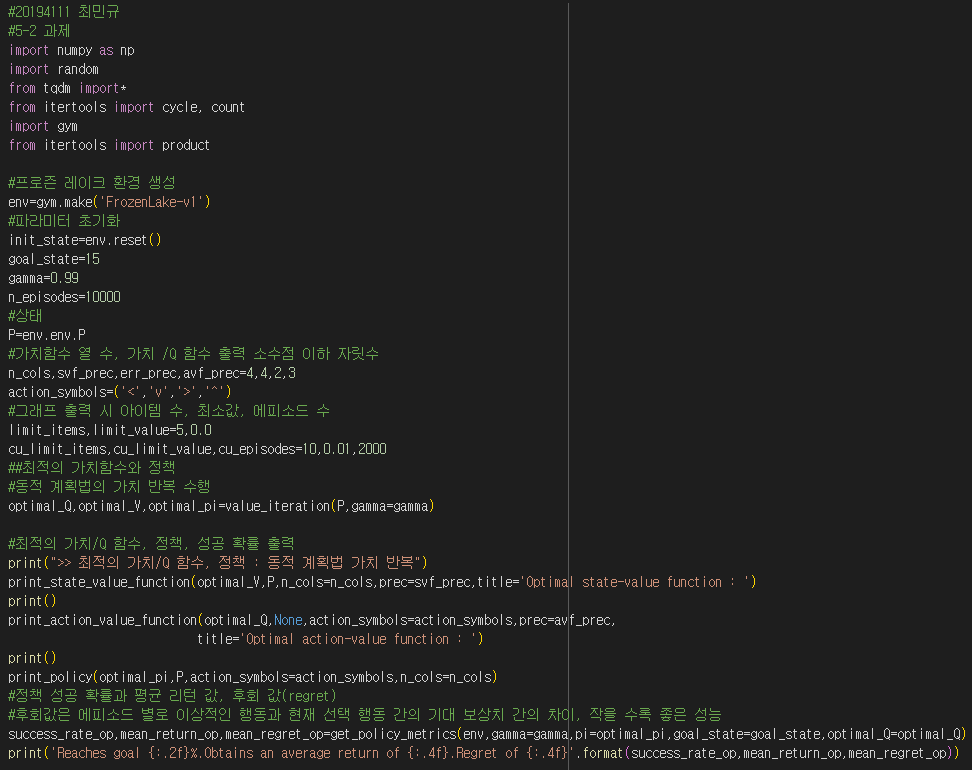 #20194111 최민규
#5-2 과제
import numpy as np
import random
from tqdm import*
from itertools import cycle, count
import gym
from itertools import product
#프로즌 레이크 환경 생성
env=gym.make('FrozenLake-v1')
#파라미터 초기화
init_state=env.reset()
goal_state=15
gamma=0.99
n_episodes=10000
#상태
P=env.env.P
#가치함수 열 수, 가치 /Q 함수 출력 소수점 이하 자릿수
n_cols,svf_prec,err_prec,avf_prec=4,4,2,3
action_symbols=('<','v','>','^')
#그래프 출력 시 아이템 수, 최소값, 에피소드 수
limit_items,limit_value=5,0.0
cu_limit_items,cu_limit_value,cu_episodes=10,0.01,2000
##최적의 가치함수와 정책
#동적 계획법의 가치 반복 수행
optimal_Q,optimal_V,optimal_pi=value_iteration(P,gamma=gamma)
#최적의 가치/Q 함수, 정책, 성공 확률 출력
print(">> 최적의 가치/Q 함수, 정책 : 동적 계획법 가치 반복")
print_state_value_function(optimal_V,P,n_cols=n_cols,prec=svf_prec,title='Optimal state-value function : ')
print()
print_action_value_function(optimal_Q,None,action_symbols=action_symbols,prec=avf_prec,
title='Optimal action-value function : ')
print()
print_policy(optimal_pi,P,action_symbols=action_symbols,n_cols=n_cols)
#정책 성공 확률과 평균 리턴 값, 후회 값(regret)
#후회값은 에피소드 별로 이상적인 행동과 현재 선택 행동 간의 기대 보상치 간의 차이, 작을 수록 좋은 성능
success_rate_op,mean_return_op,mean_regret_op=get_policy_metrics(env,gamma=gamma,pi=optimal_pi,goal_state=goal_state,optimal_Q=optimal_Q)
print('Reaches goal {:.2f}%.Obtains an average return of {:.4f}.Regret of {:.4f}'.format(success_rate_op,mean_return_op,mean_regret_op))